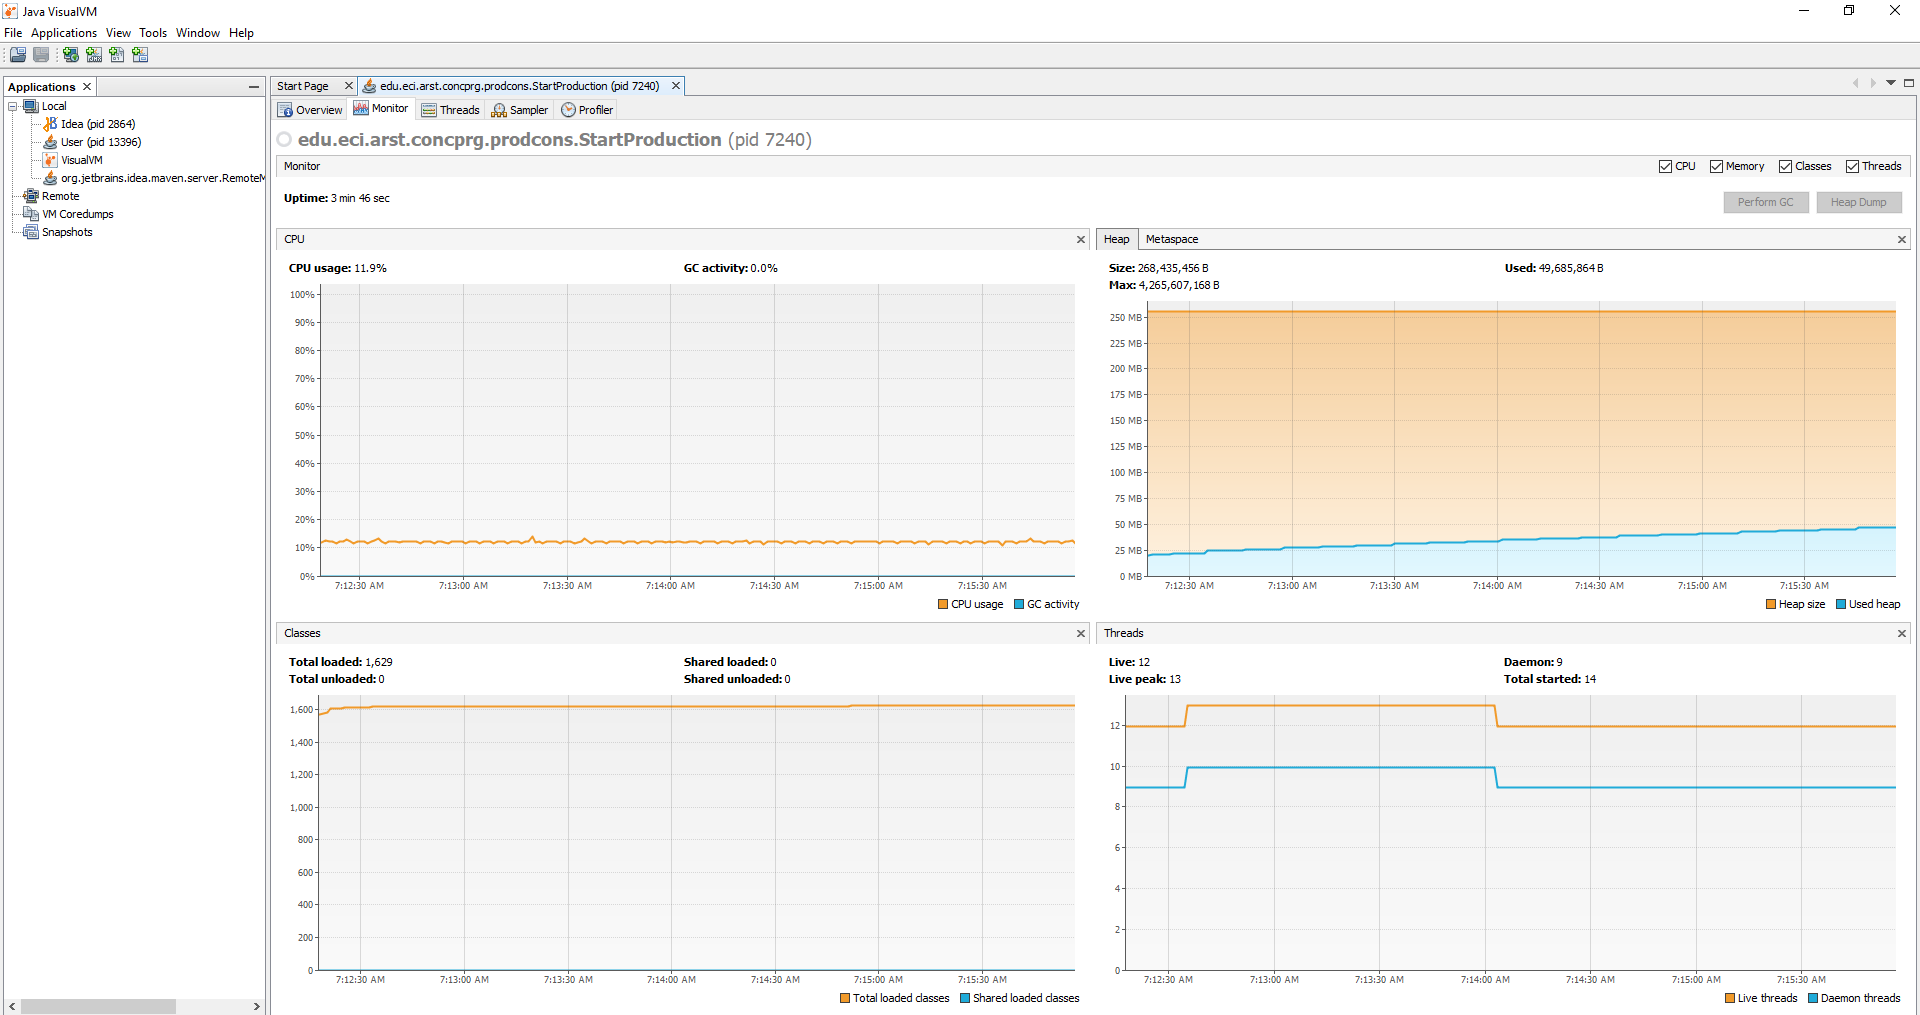 Java VisualVM
File Applications View Tools Window Help
Applications
Local
Idea (pid 2864)
User (pid 13396)
VisualVM
org.jetbrains.idea.maven.server.RemoteM
Remote
VM Coredumps
Snapshots
Start Page
edu.eci.arst.concprg.prodcons.StartProduction (pid 7240)
Overview Monitor Threads Sampler Profiler
edu.eci.arst.concprg.prodcons.StartProduction (pid 7240)
Monitor
CPU Memory Classes Threads
Uptime: 3 min 46 sec
Perform GC Heap Dump
CPU
CPU usage: 11.9% GC activity: 0.0%
100%
90%
80%
70%
60%
50%
40%
30%
20%
10%
0%
7:12:30 AM 7:13:00 AM 7:13:30 AM 7:14:00 AM 7:14:30 AM 7:15:00 AM 7:15:30 AM
CPU usage GC activity
Heap Metaspace
Size: 268,435,456 B Used: 49,685,864 B
Max: 4,265,607,168 B
250 MB
225 MB
200 MB
175 MB
150 MB
125 MB
100 MB
75 MB
50 MB
25 MB
0 MB
7:12:30 AM 7:13:00 AM 7:13:30 AM 7:14:00 AM 7:14:30 AM 7:15:00 AM 7:15:30 AM
Heap size Used heap
Classes
Total loaded: 1,629 Shared loaded: 0
Total unloaded: 0 Shared unloaded: 0
1,600
1,400
1,200
1,000
800
600
400
200
0
7:12:30 AM 7:13:00 AM 7:13:30 AM 7:14:00 AM 7:14:30 AM 7:15:00 AM 7:15:30 AM
Total loaded classes Shared loaded classes
Threads
Live: 12 Daemon: 9
Live peak: 13 Total started: 14
12
10
8
6
4
2
0
7:12:30 AM 7:13:00 AM 7:13:30 AM 7:14:00 AM 7:14:30 AM 7:15:00 AM 7:15:30 AM
Live threads Daemon threads